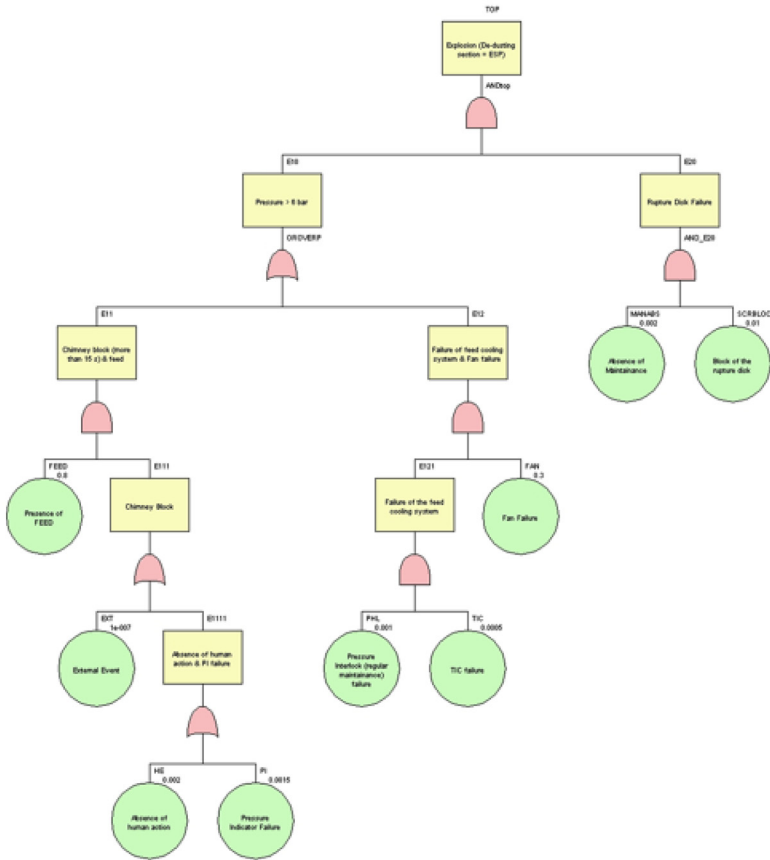 TOP
Explosion (De-dusting
section = ESP)
ANDtop
E10
E20
Pressure > 6 bar
Rupture Disk Failure
OROVERP
AND_E20
E11
E12
MANABS
0.002
SCRBLOC
0.01
Chimney block (more
than 15 s) & feed
Failure of feed cooling
system & Fan failure
Absence of
Maintainance
Block of the
rupture disk
FEED
0.8
E111
E121
FAN
0.3
Presence of
FEED
Chimney Block
Failure of the feed
cooling system
Fan Failure
EXT
1e-007
E1111
PHL
0.001
TIC
0.0005
External Event
Absence of human
action & PI failure
Pressure
Interlock (regular
maintainance)
failure
TIC failure
HE
0.002
PI
0.0015
Absence of
human action
Pressure
Indicator Failure